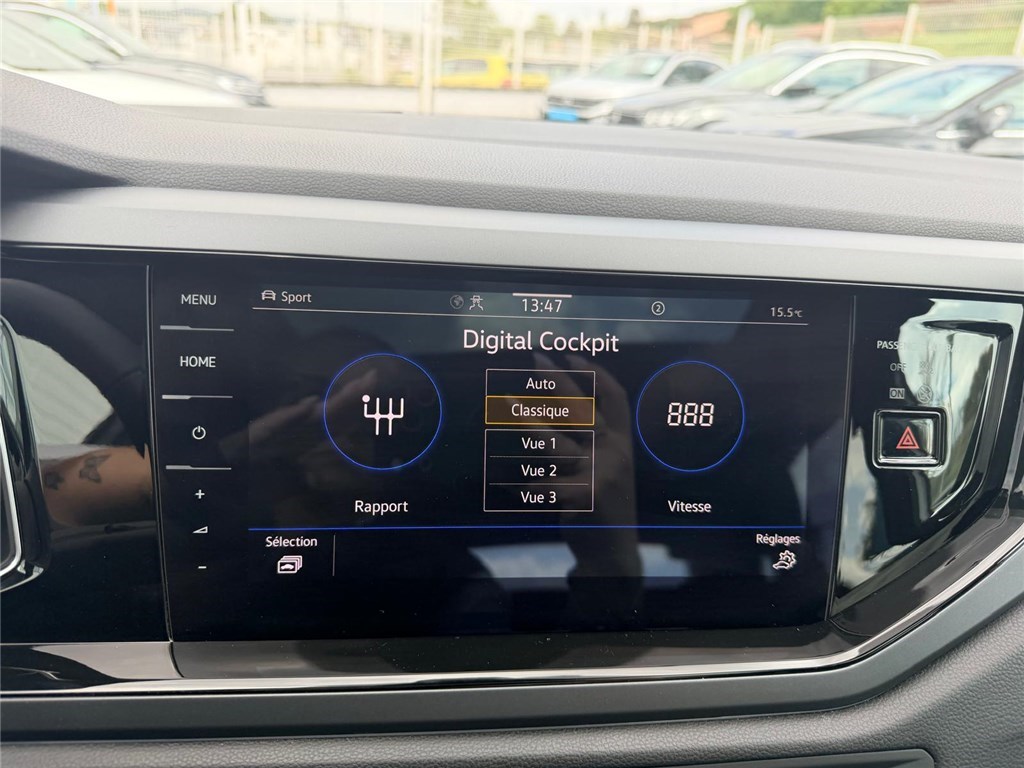 MENU
HOME
+
-
Sport
13:47
2
15.5°C
Digital Cockpit
Auto
Classique
Vue 1
Vue 2
Vue 3
888
Rapport
Vitesse
Sélection
Réglages
ON